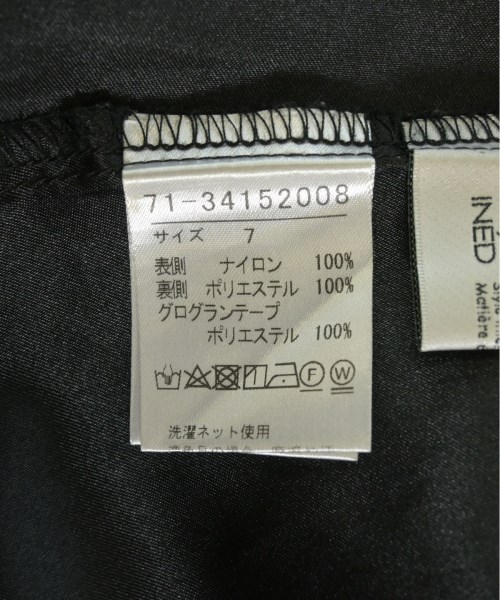 71-34152008
サイズ 7
表側 ナイロン 100%
裏側 ポリエステル 100%
グログランテープ
ポリエステル 100%
F W
洗濯ネット使用
INED
Matière